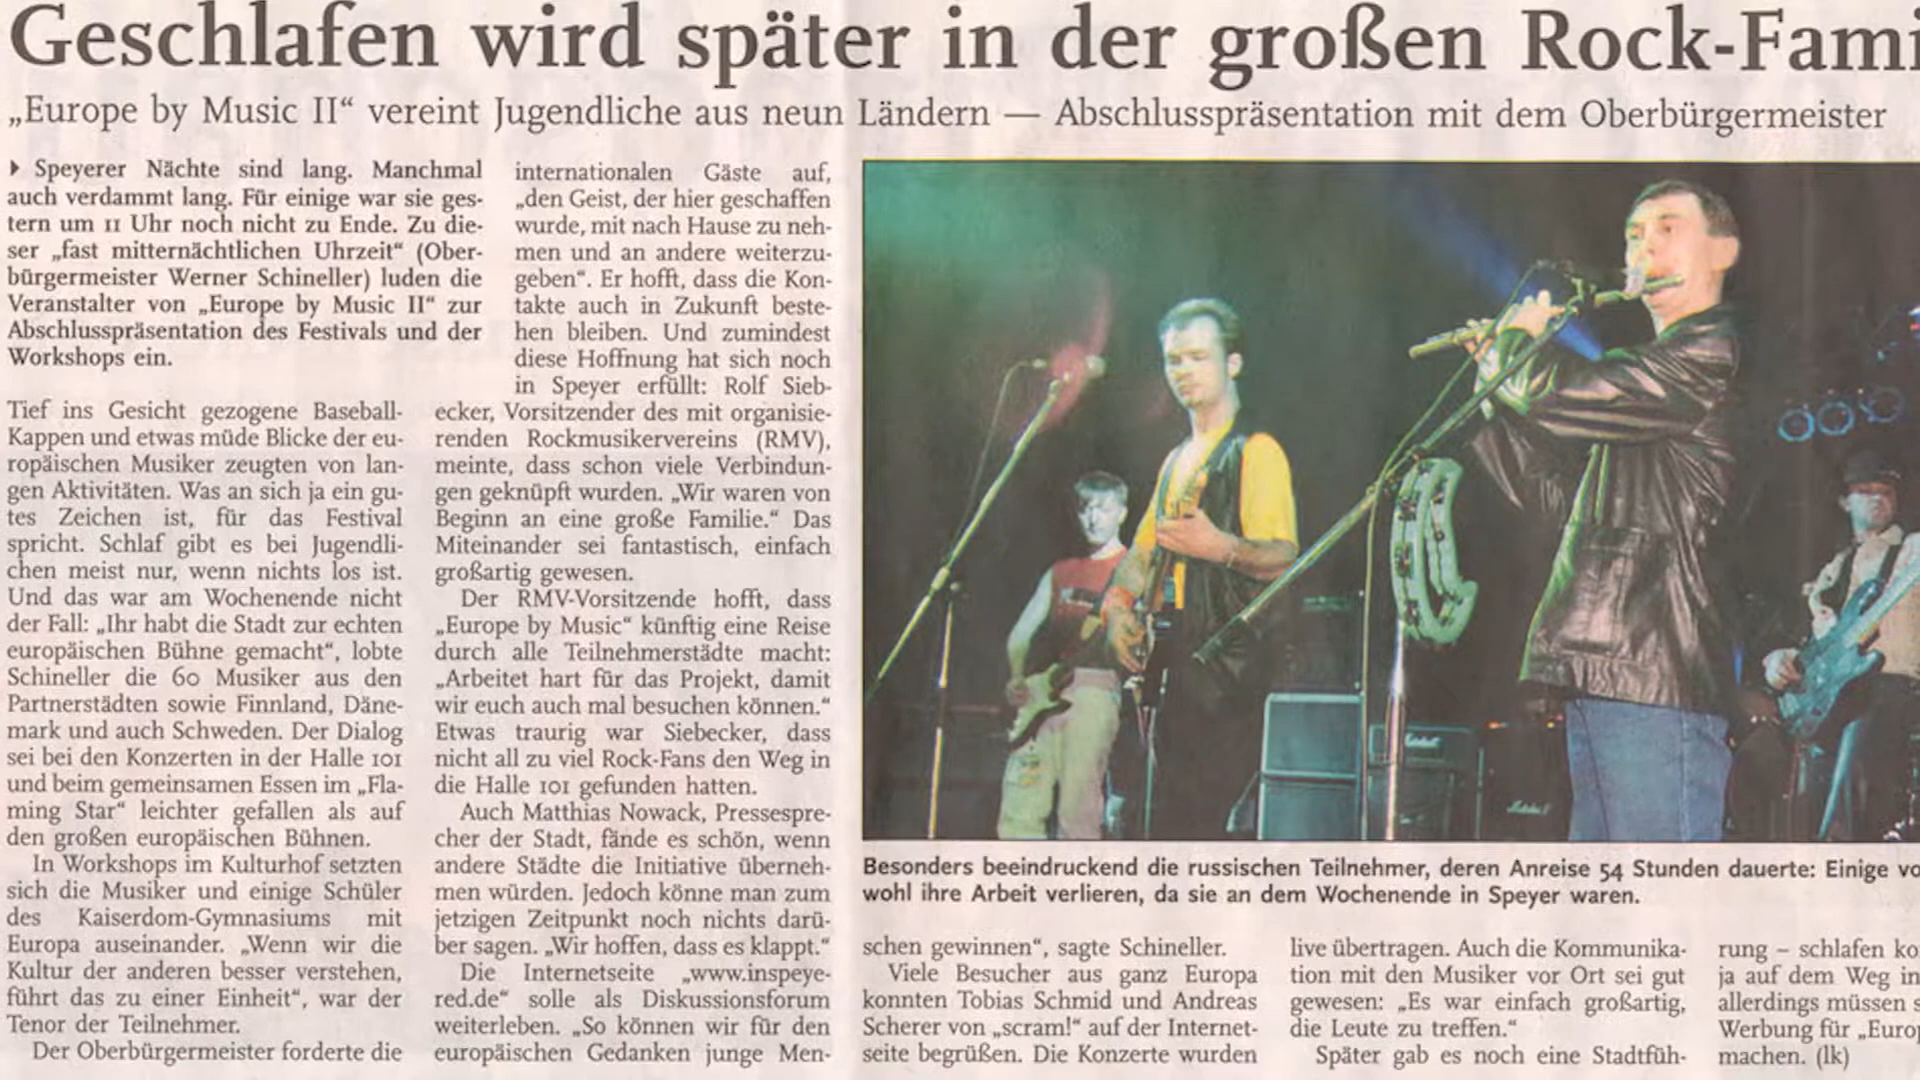 Geschlafen wird später in der großen Rock-Fami
„Europe by Music II“ vereint Jugendliche aus neun Ländern — Abschlusspräsentation mit dem Oberbürgermeister
Speyerer Nächte sind lang. Manchmal
auch verdammt lang. Für einige war sie ges-
tern um 11 Uhr noch nicht zu Ende. Zu die-
ser „fast mitternächtlichen Uhrzeit“ (Ober-
bürgermeister Werner Schineller) luden die
Veranstalter von „Europe by Music II“ zur
Abschlusspräsentation des Festivals und der
Workshops ein.
Tief ins Gesicht gezogene Baseball-
Kappen und etwas müde Blicke der eu-
ropäischen Musiker zeugten von lan-
gen Aktivitäten. Was an sich ja ein gu-
tes Zeichen ist, für das Festival
spricht. Schlaf gibt es bei Jugendli-
chen meist nur, wenn nichts los ist.
Und das war am Wochenende nicht
der Fall: „Ihr habt die Stadt zur echten
europäischen Bühne gemacht“, lobte
Schineller die 60 Musiker aus den
Partnerstädten sowie Finnland, Däne-
mark und auch Schweden. Der Dialog
sei bei den Konzerten in der Halle 101
und beim gemeinsamen Essen im „Fla-
ming Star“ leichter gefallen als auf
den großen europäischen Bühnen.
In Workshops im Kulturhof setzten
sich die Musiker und einige Schüler
des Kaiserdom-Gymnasiums mit
Europa auseinander. „Wenn wir die
Kultur der anderen besser verstehen,
führt das zu einer Einheit“, war der
Tenor der Teilnehmer.
Der Oberbürgermeister forderte die
internationalen Gäste auf,
„den Geist, der hier geschaffen
wurde, mit nach Hause zu neh-
men und an andere weiterzu-
geben“. Er hofft, dass die Kon-
takte auch in Zukunft beste-
hen bleiben. Und zumindest
diese Hoffnung hat sich noch
in Speyer erfüllt: Rolf Sieb-
ecker, Vorsitzender des mit organisie-
renden Rockmusikervereins (RMV),
meinte, dass schon viele Verbindun-
gen geknüpft wurden. „Wir waren von
Beginn an eine große Familie.“ Das
Miteinander sei fantastisch, einfach
großartig gewesen.
Der RMV-Vorsitzende hofft, dass
„Europe by Music“ künftig eine Reise
durch alle Teilnehmerstädte macht:
„Arbeitet hart für das Projekt, damit
wir euch auch mal besuchen können.“
Etwas traurig war Siebecker, dass
nicht all zu viel Rock-Fans den Weg in
die Halle 101 gefunden hatten.
Auch Matthias Nowack, Pressespre-
cher der Stadt, fände es schön, wenn
andere Städte die Initiative überneh-
men würden. Jedoch könne man zum
jetzigen Zeitpunkt noch nichts darü-
ber sagen. „Wir hoffen, dass es klappt.“
Die Internetseite „www.inspeye-
red.de“ solle als Diskussionsforum
weiterleben. „So können wir für den
europäischen Gedanken junge Men-
Marshall
Besonders beeindruckend die russischen Teilnehmer, deren Anreise 54 Stunden dauerte: Einige vo
wohl ihre Arbeit verlieren, da sie an dem Wochenende in Speyer waren.
schen gewinnen“, sagte Schineller.
Viele Besucher aus ganz Europa
konnten Tobias Schmid und Andreas
Scherer von „scram!“ auf der Internet-
seite begrüßen. Die Konzerte wurden
live übertragen. Auch die Kommunika-
tion mit den Musiker vor Ort sei gut
gewesen: „Es war einfach großartig,
die Leute zu treffen.“
Später gab es noch eine Stadtfüh-
rung – schlafen ko
ja auf dem Weg in
allerdings müssen s
Werbung für „Europ
machen. (lk)